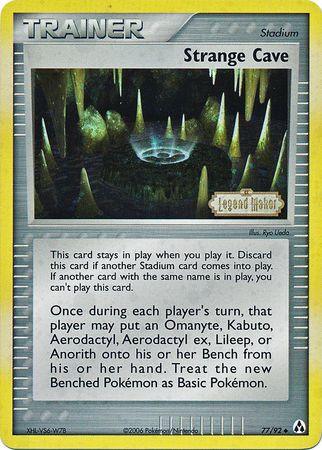 TRAINER
Stadium
Strange Cave
EX
Legend Maker
Illus. Ryo Ueda
This card stays in play when you play it. Discard
this card if another Stadium card comes into play.
If another card with the same name is in play, you
can't play this card.
Once during each player's turn, that
player may put an Omanyte, Kabuto,
Aerodactyl, Aerodactyl ex, Lileep, or
Anorith onto his or her Bench from
his or her hand. Treat the new
Benched Pokémon as Basic Pokémon.
XHL-VS6-W7B
©2006 Pokémon/Nintendo
77/92